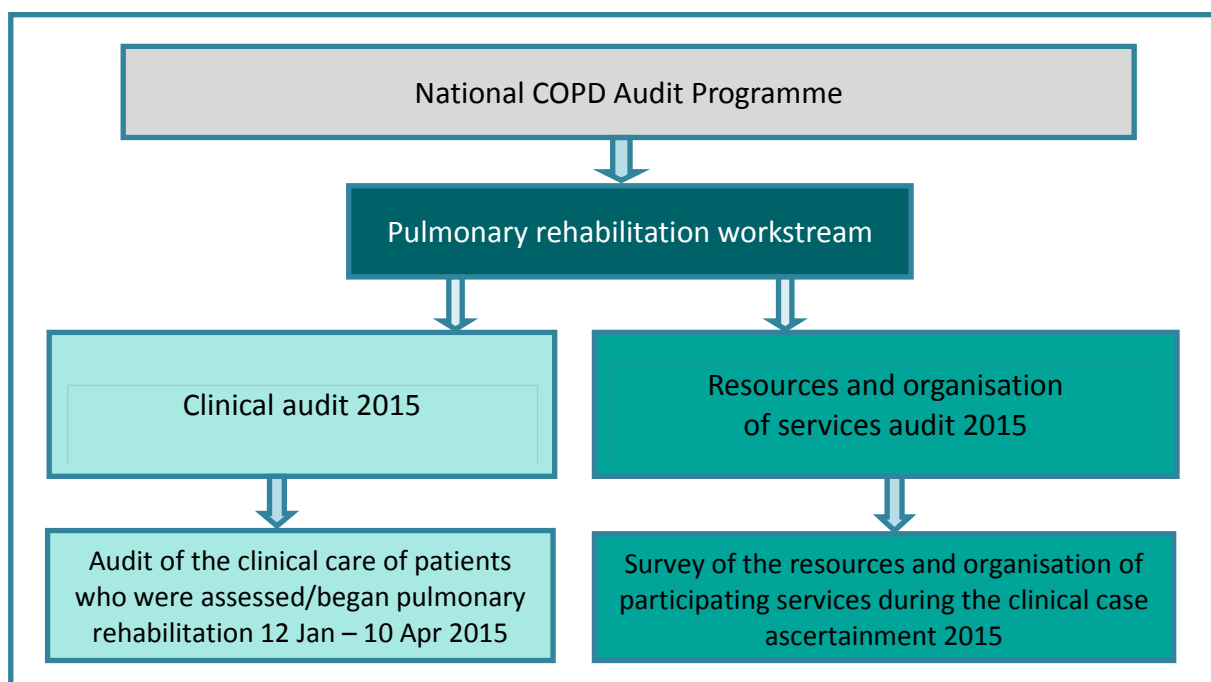 National COPD Audit Programme
Pulmonary rehabilitation workstream
Clinical audit 2015
Resources and organisation
of services audit 2015
Audit of the clinical care of patients
who were assessed/began pulmonary
rehabilitation 12 Jan – 10 Apr 2015
Survey of the resources and organisation of
participating services during the clinical case
ascertainment 2015